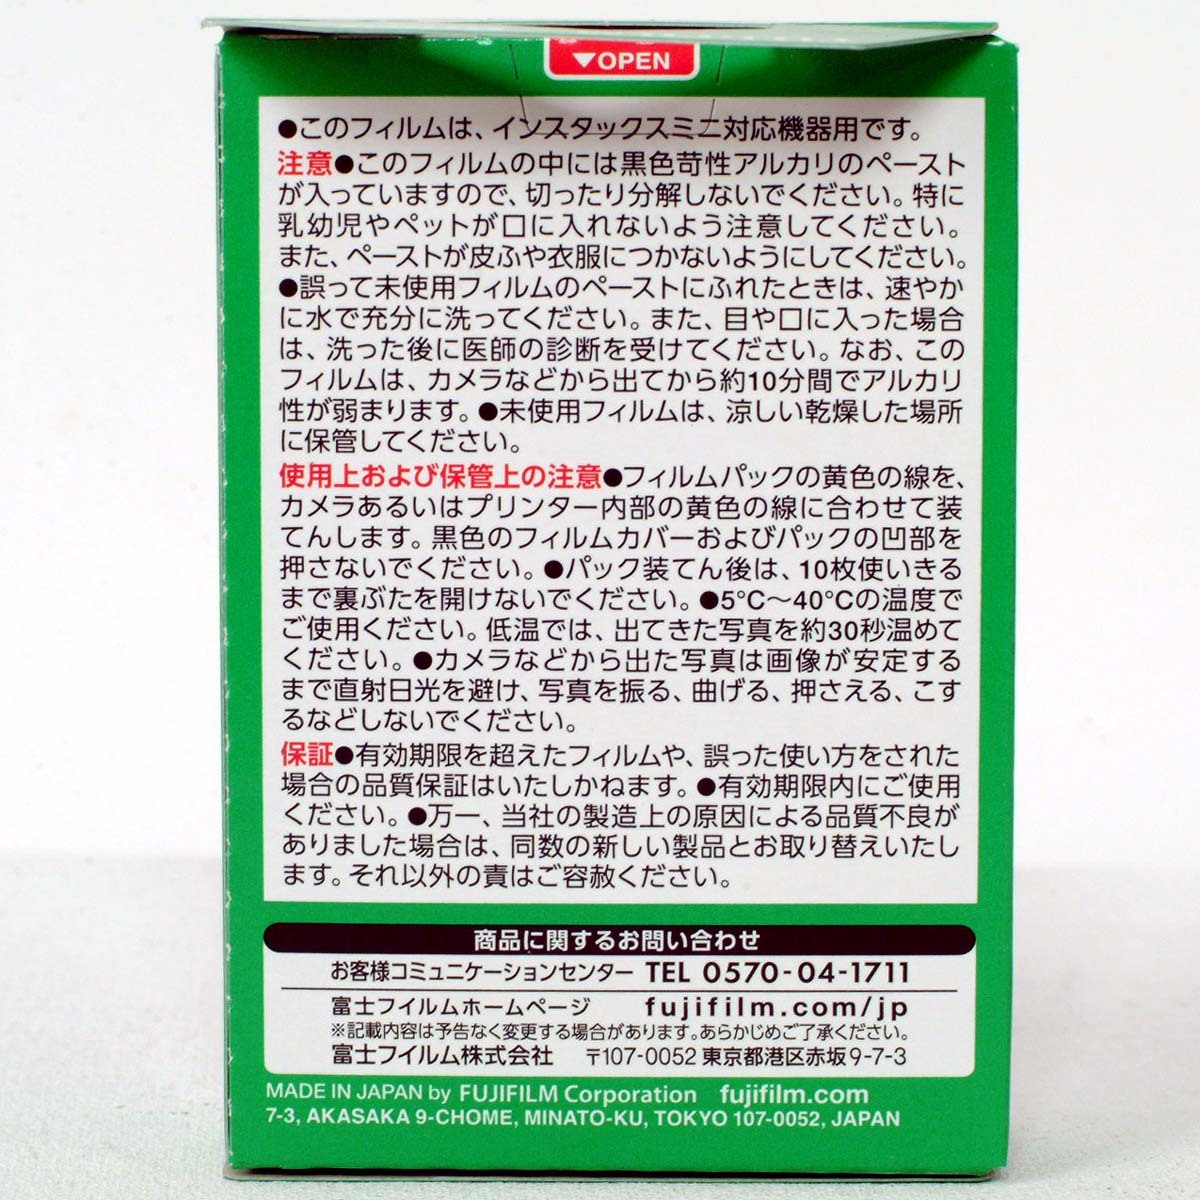 ▼OPEN
●このフィルムは、インスタックスミニ対応機器用です。
注意●このフィルムの中には黒色苛性アルカリのペースト
が入っていますので、切ったり分解しないでください。特に
乳幼児やペットが口に入れないよう注意してください。
また、ペーストが皮ふや衣服につかないようにしてください。
●誤って未使用フィルムのペーストにふれたときは、速やか
に水で充分に洗ってください。また、目や口に入った場合
は、洗った後に医師の診断を受けてください。なお、この
フィルムは、カメラなどから出てから約10分間でアルカリ
性が弱まります。●未使用フィルムは、涼しい乾燥した場所
に保管してください。
使用上および保管上の注意●フィルムパックの黄色の線を、
カメラあるいはプリンター内部の黄色の線に合わせて装
てんします。黒色のフィルムカバーおよびパックの凹部を
押さないでください。●パック装てん後は、10枚使いきる
まで裏ぶたを開けないでください。●5°C〜40°Cの温度で
ご使用ください。低温では、出てきた写真を約30秒温めて
ください。●カメラなどから出た写真は画像が安定する
まで直射日光を避け、写真を振る、曲げる、押さえる、こす
るなどしないでください。
保証●有効期限を超えたフィルムや、誤った使い方をされた
場合の品質保証はいたしかねます。●有効期限内にご使用
ください。●万一、当社の製造上の原因による品質不良が
ありました場合は、同数の新しい製品とお取り替えいたし
ます。それ以外の責はご容赦ください。
商品に関するお問い合わせ
お客様コミュニケーションセンター TEL 0570-04-1711
富士フイルムホームページ fujifilm.com/jp
※記載内容は予告なく変更する場合があります。あらかじめご了承ください。
富士フイルム株式会社 〒107-0052 東京都港区赤坂9-7-3
MADE IN JAPAN by FUJIFILM Corporation fujifilm.com
7-3, AKASAKA 9-CHOME, MINATO-KU, TOKYO 107-0052, JAPAN